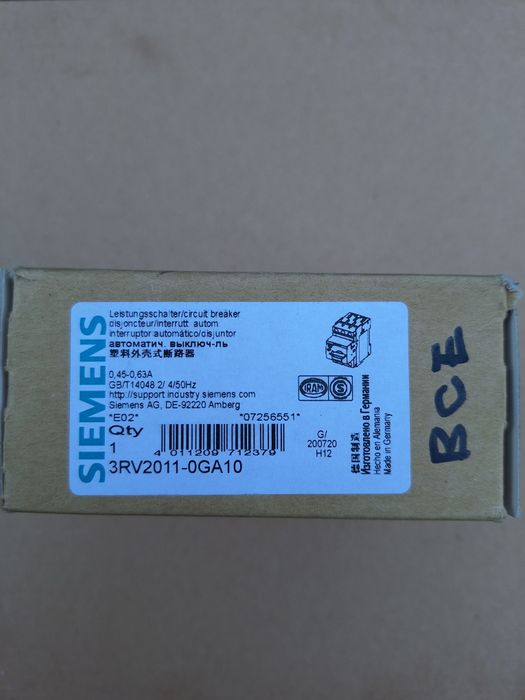 SIEMENS
Leistungsschalter/circuit breaker
disjoncteur/interrutt. autom.
interruptor automático/disjuntor
автоматич. выключ-ль
塑料外壳式断路器
0,45-0,63A
GB/T14048.2/ 4/50Hz
http://support.industry.siemens.com
Siemens AG, DE-92220 Amberg
*E02* *07256551*
Qty
1
4 011209 712379
3RV2011-0GA10
IRAM
S
G/
200720
H12
德国制造
Изготовлено в Германии
Hecho en Alemania
Made in Germany
BCE